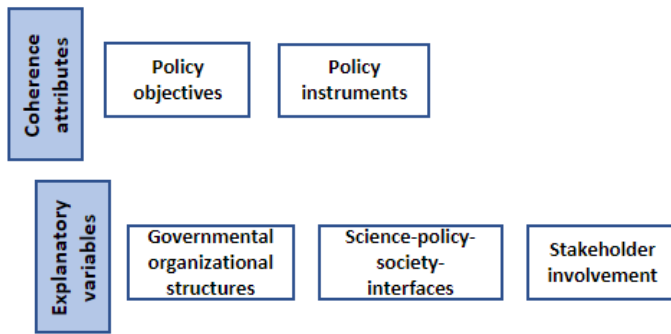 Coherence
attributes
Policy
objectives
Policy
instruments
Explanatory
variables
Governmental
organizational
structures
Science-policy-
society-
interfaces
Stakeholder
involvement